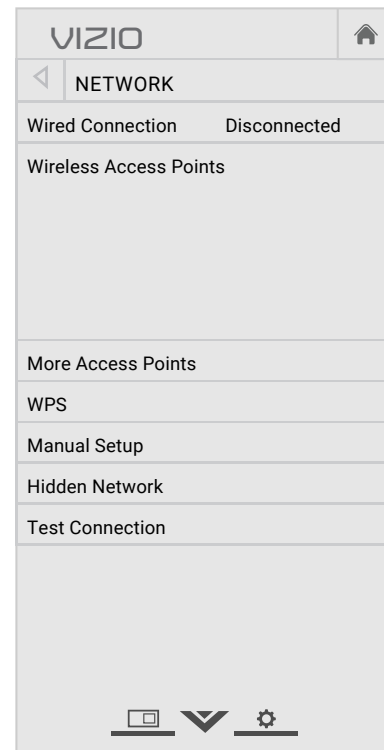 VIZIO
NETWORK
Wired Connection Disconnected
Wireless Access Points
More Access Points
WPS
Manual Setup
Hidden Network
Test Connection